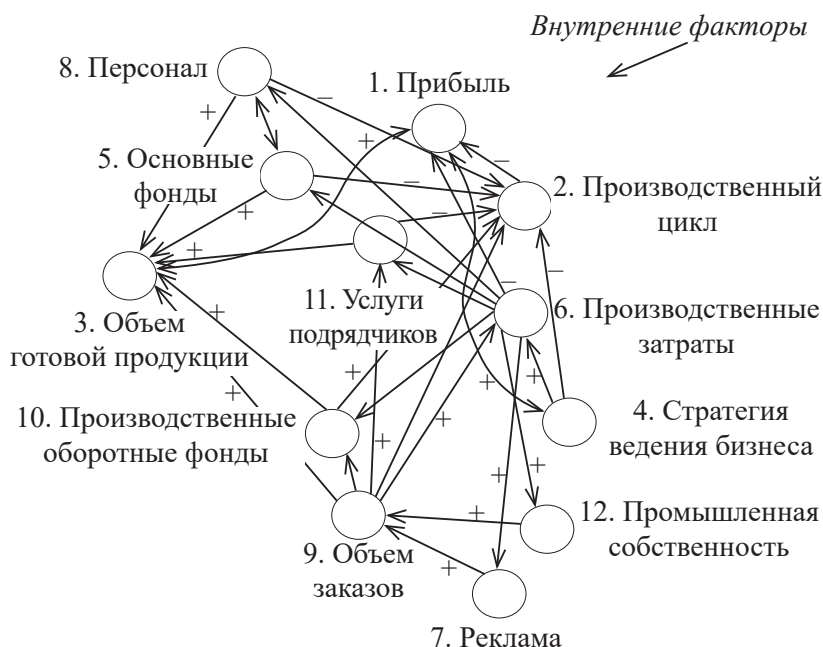 Внутренние факторы
8. Персонал
1. Прибыль
+
–
+
–
5. Основные
фонды
–
2. Производственный
цикл
+
–
+
–
–
3. Объем
готовой продукции
11. Услуги
подрядчиков
6. Производственные
затраты
+
+
+
+
+
10. Производственные
оборотные фонды
+
4. Стратегия
ведения бизнеса
+
+
+
+
9. Объем
заказов
12. Промышленная
собственность
+
7. Реклама